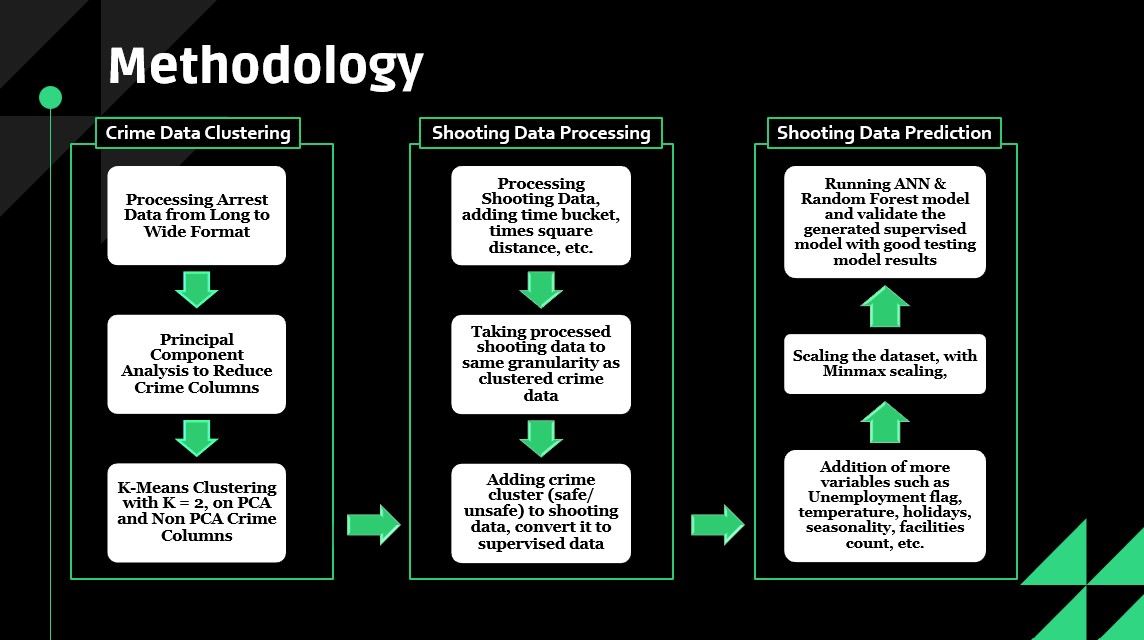 Methodology
Crime Data Clustering
Processing Arrest
Data from Long to
Wide Format
Principal
Component
Analysis to Reduce
Crime Columns
K-Means Clustering
with K = 2, on PCA
and Non PCA Crime
Columns
Shooting Data Processing
Processing
Shooting Data,
adding time bucket,
times square
distance, etc.
Taking processed
shooting data to
same granularity as
clustered crime
data
Adding crime
cluster (safe/
unsafe) to shooting
data, convert it to
supervised data
Shooting Data Prediction
Addition of more
variables such as
Unemployment flag,
temperature, holidays,
seasonality, facilities
count, etc.
Scaling the dataset, with
Minmax scaling,
Running ANN &
Random Forest model
and validate the
generated supervised
model with good testing
model results